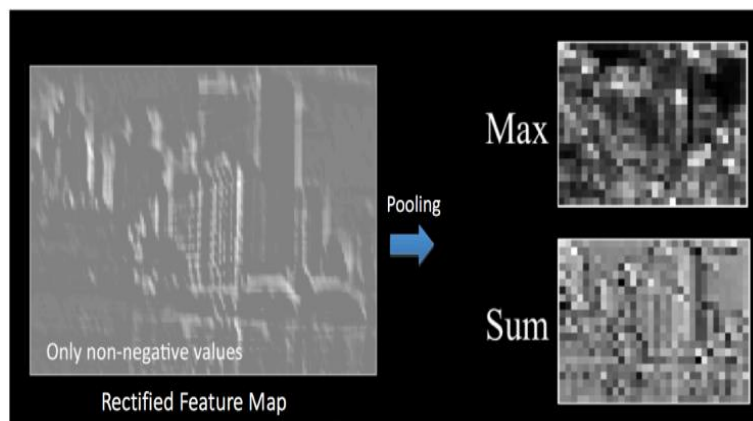 Max
Pooling
Sum
Only non-negative values
Rectified Feature Map